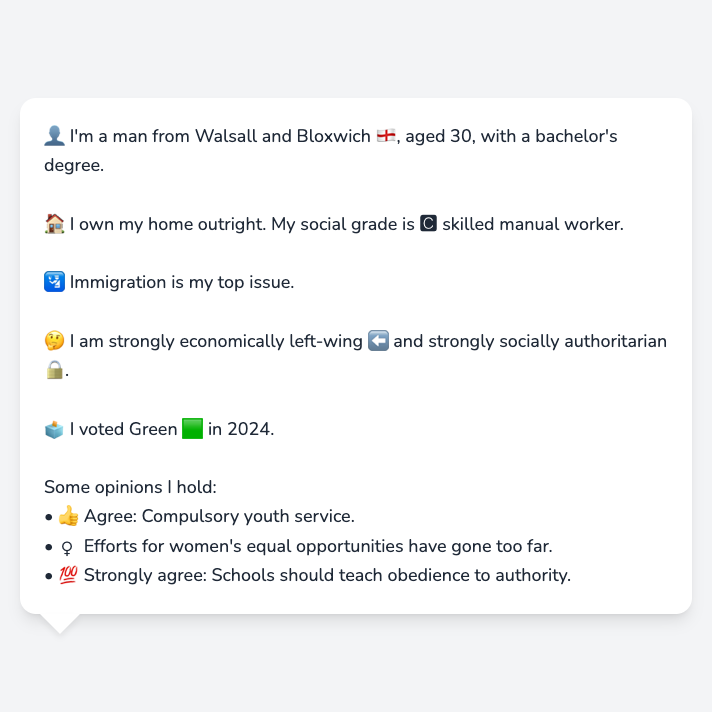 👤 I'm a man from Walsall and Bloxwich 🏴󠁧󠁢󠁥󠁮󠁧󠁿, aged 30, with a bachelor's
degree.
🏠 I own my home outright. My social grade is 🅲 skilled manual worker.
🛂 Immigration is my top issue.
🤔 I am strongly economically left-wing ⬅️ and strongly socially authoritarian
🔒.
🗳️ I voted Green 🟩 in 2024.
Some opinions I hold:
• 👍 Agree: Compulsory youth service.
• ♀ Efforts for women's equal opportunities have gone too far.
• 💯 Strongly agree: Schools should teach obedience to authority.